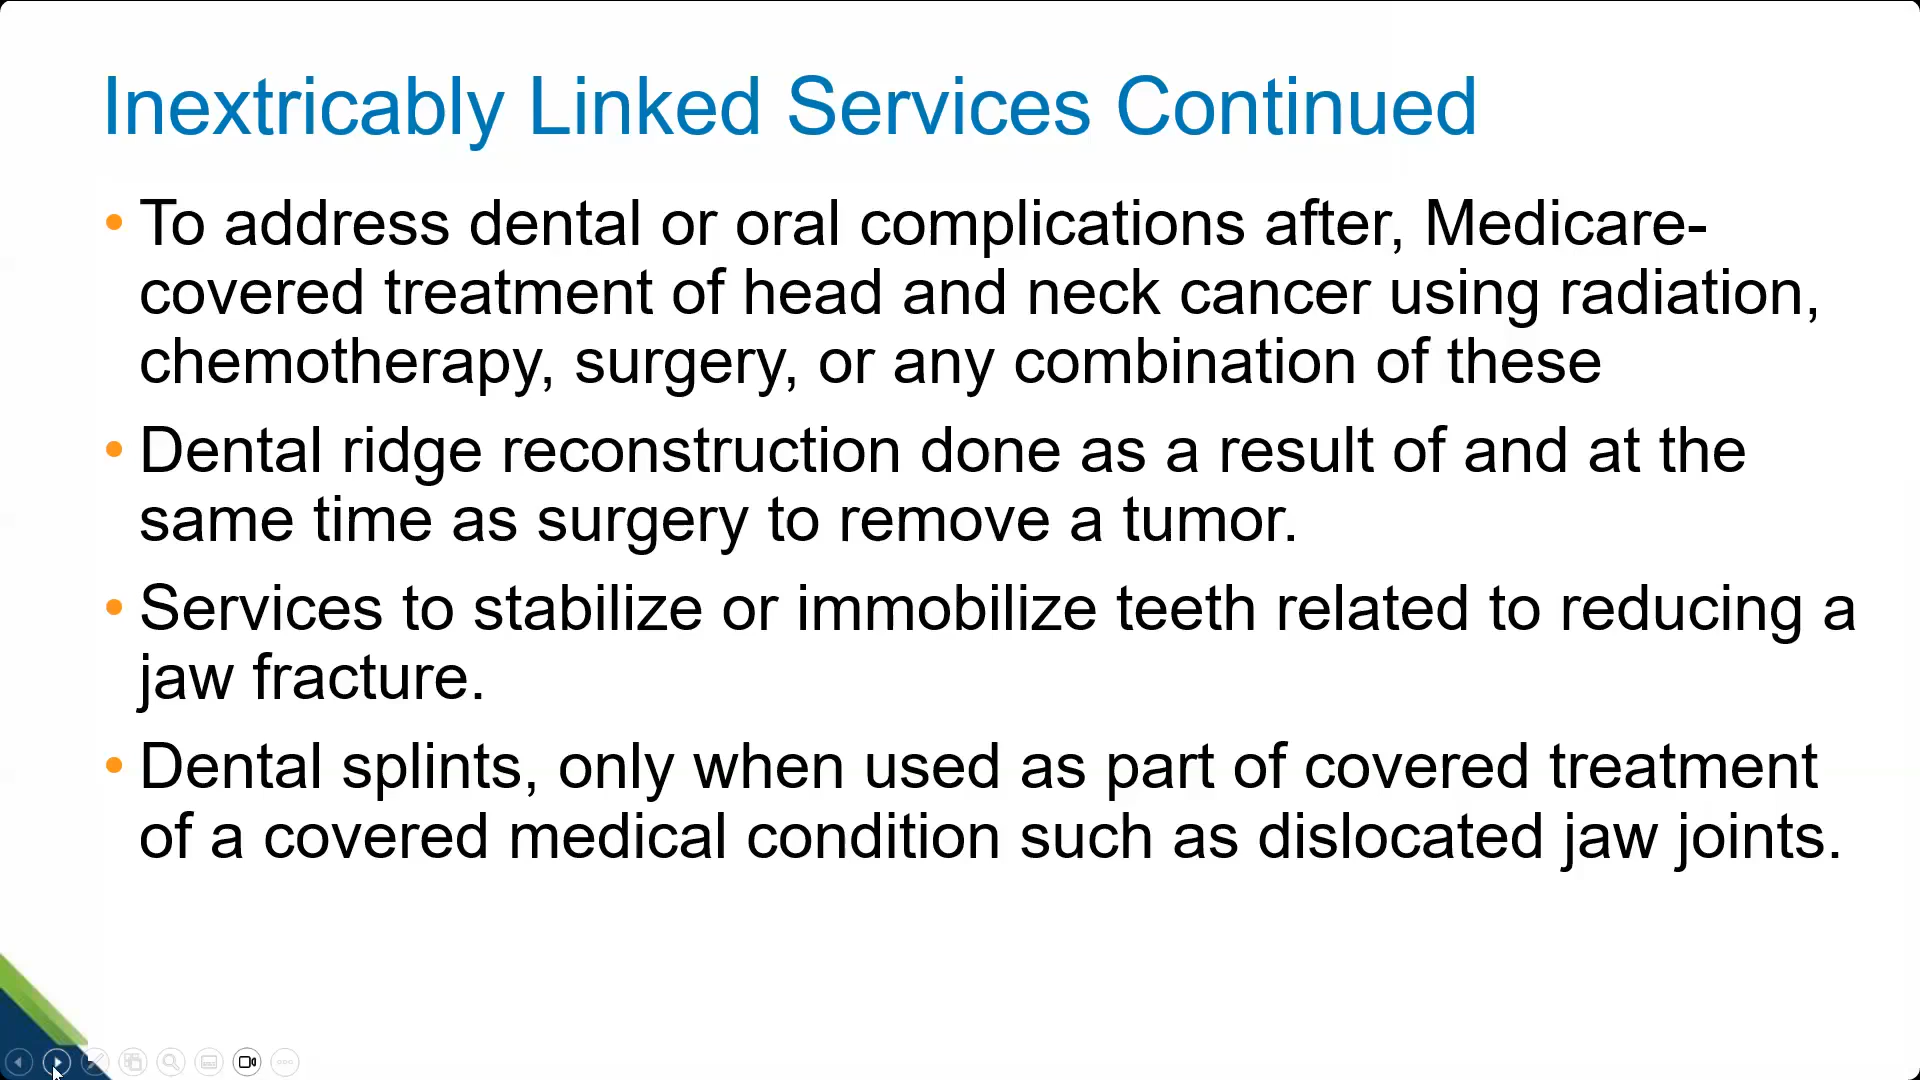 Inextricably Linked Services Continued
• To address dental or oral complications after, Medicare-
covered treatment of head and neck cancer using radiation,
chemotherapy, surgery, or any combination of these
• Dental ridge reconstruction done as a result of and at the
same time as surgery to remove a tumor.
• Services to stabilize or immobilize teeth related to reducing a
jaw fracture.
• Dental splints, only when used as part of covered treatment
of a covered medical condition such as dislocated jaw joints.